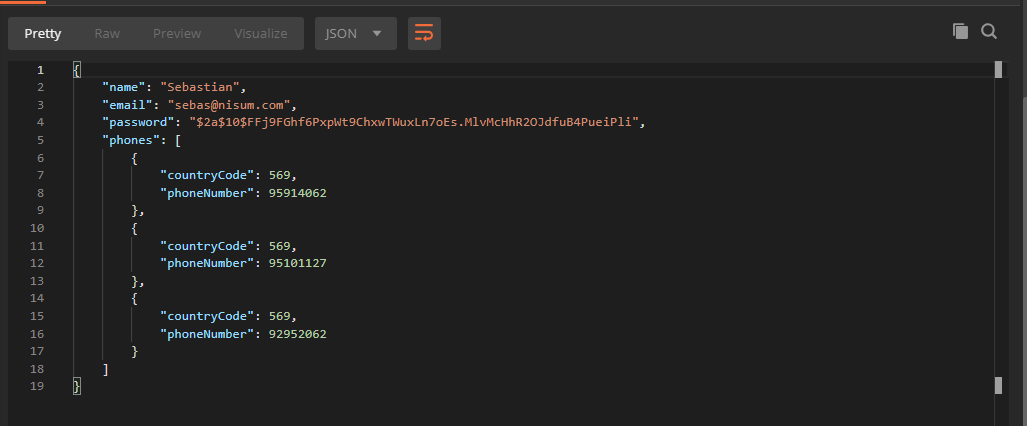 Pretty Raw Preview Visualize JSON
1 {
2 "name": "Sebastian",
3 "email": "sebas@nisum.com",
4 "password": "$2a$10$FFj9FGhf6PxpWt9ChxwTWuxLn7oEs.MlvMcHhR2OJdfuB4PueiPli",
5 "phones": [
6 {
7 "countryCode": 569,
8 "phoneNumber": 95914062
9 },
10 {
11 "countryCode": 569,
12 "phoneNumber": 95101127
13 },
14 {
15 "countryCode": 569,
16 "phoneNumber": 92952062
17 }
18 ]
19 }